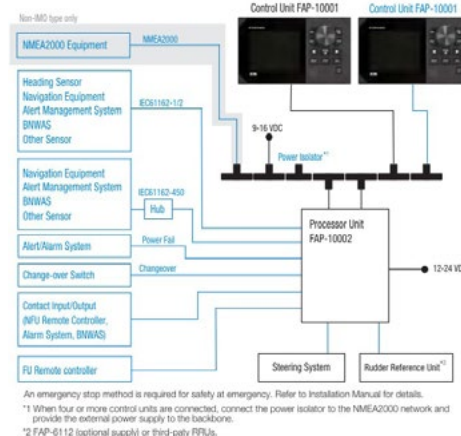 Non-IMO type only
Control Unit FAP-10001
Control Unit FAP-10001
NMEA2000 Equipment
NMEA2000
Heading Sensor
Navigation Equipment
Alert Management System
BNWAS
Other Sensor
IEC61162-1/2
9-16 VDC
Power Isolator*1
Navigation Equipment
Alert Management System
BNWAS
Other Sensor
IEC61162-450
Hub
Processor Unit
FAP-10002
Alert/Alarm System
Power Fail
12-24 VD
Change-over Switch
Changeover
Contact Input/Output
(NFU Remote Controller,
Alarm System, BNWAS)
FU Remote controller
Steering System
Rudder Reference Unit*2
An emergency stop method is required for safety at emergency. Refer to Installation Manual for details.
*1 When four or more control units are connected, connect the power isolator to the NMEA2000 network and
provide the external power supply to the backbone.
*2 FAP-6112 (optional supply) or third-paty RRUs.